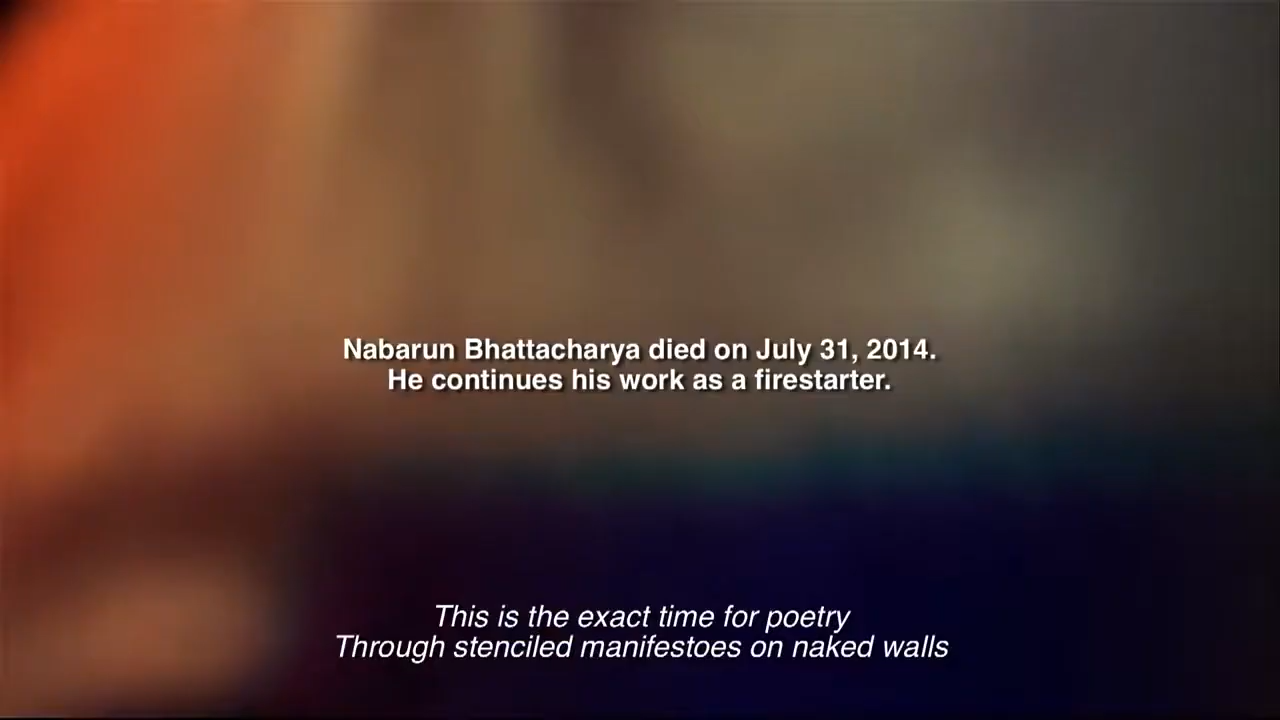 Nabarun Bhattacharya died on July 31, 2014.
He continues his work as a firestarter.
This is the exact time for poetry
Through stenciled manifestoes on naked walls